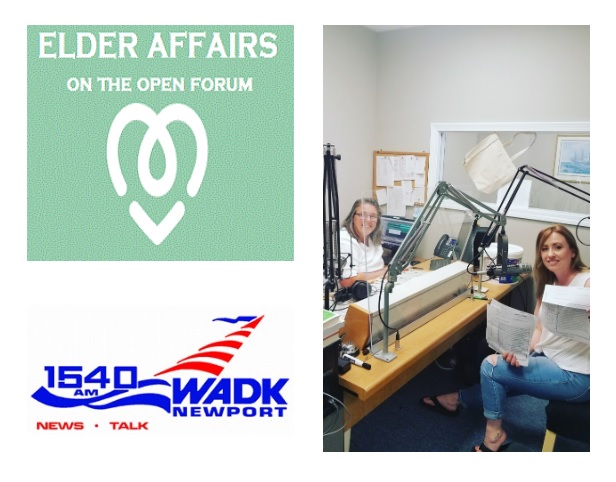 ELDER AFFAIRS
ON THE OPEN FORUM
1540
AM
WADK
NEWPORT
NEWS · TALK